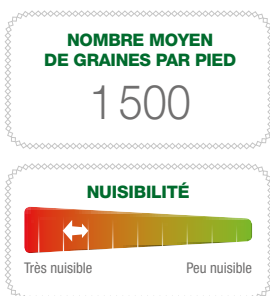 NOMBRE MOYEN
DE GRAINES PAR PIED
1 500
NUISIBILITÉ
Très nuisible Peu nuisible